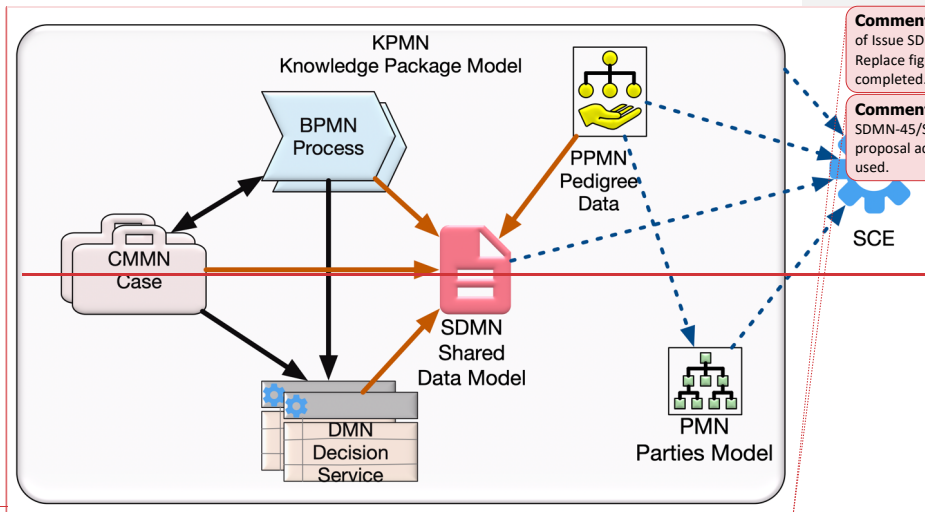 KPMN
Knowledge Package Model
BPMN
Process
PPMN
Pedigree
Data
CMMN
Case
SDMN
Shared
Data Model
DMN
Decision
Service
PMN
Parties Model
SCE
Comment
of Issue SD
Replace fig
completed.
Comment
SDMN-45/S
proposal ac
used.